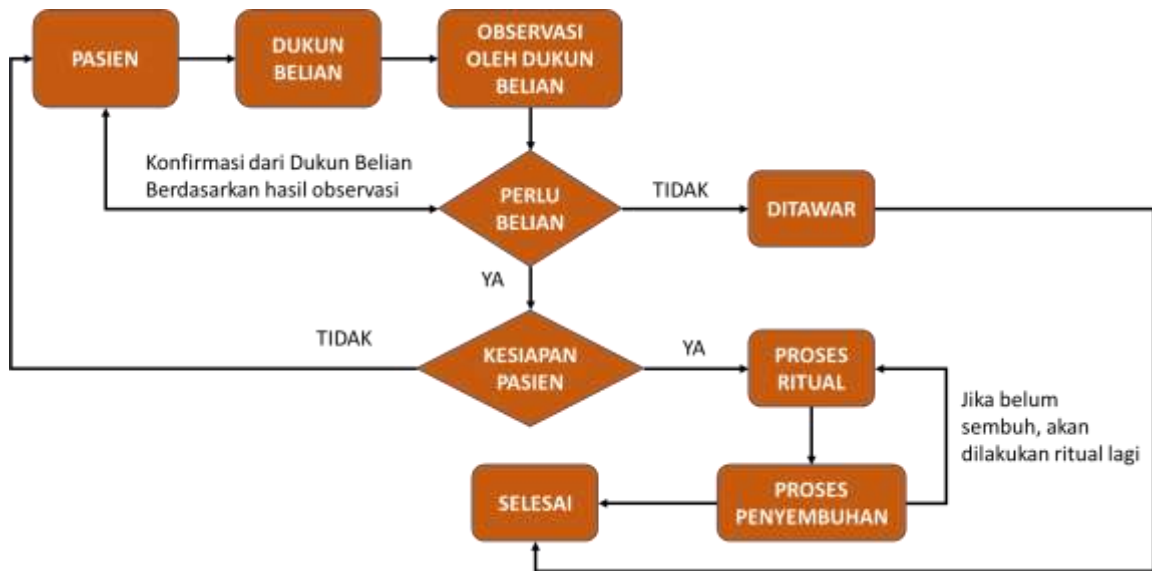 PASIEN
DUKUN
BELIAN
OBSERVASI
OLEH DUKUN
BELIAN
Konfirmasi dari Dukun Belian
Berdasarkan hasil observasi
PERLU
BELIAN
TIDAK
DITAWAR
YA
TIDAK
KESIAPAN
PASIEN
YA
PROSES
RITUAL
Jika belum
sembuh, akan
dilakukan ritual lagi
SELESAI
PROSES
PENYEMBUHAN